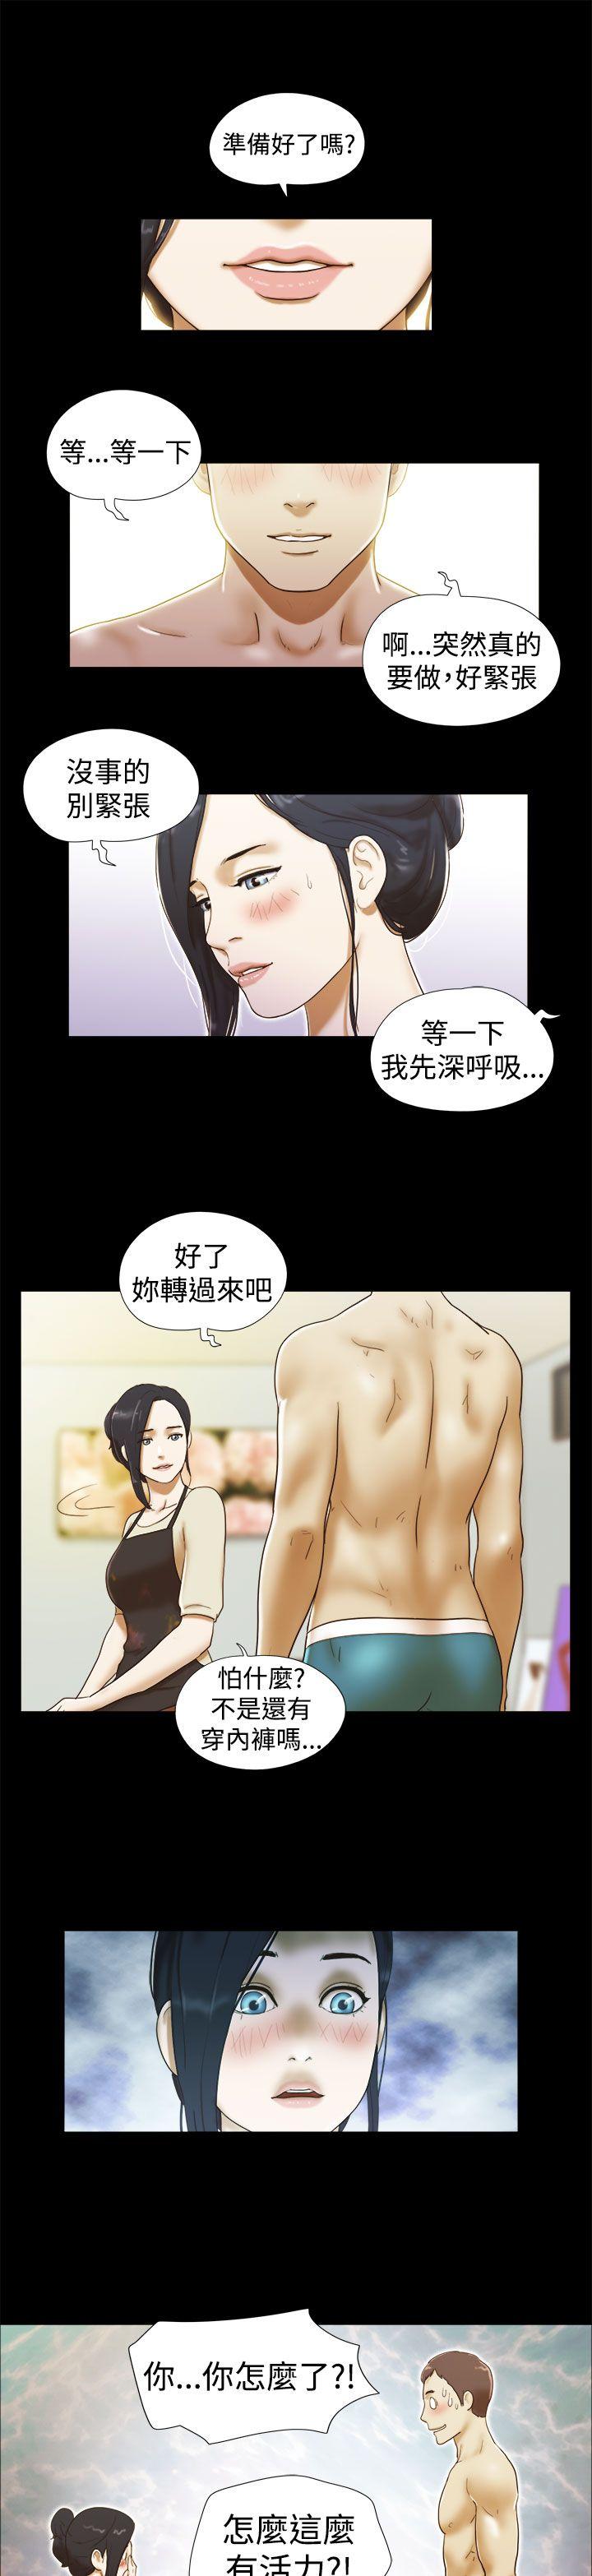 準備好了嗎?
等...等一下
啊...突然真的
要做,好緊張
沒事的
別緊張
等一下
我先深呼吸...
好了
妳轉過來吧
怕什麼?
不是還有
穿內褲嗎...
你...你怎麼了?!
怎麼這麼
有活力?!